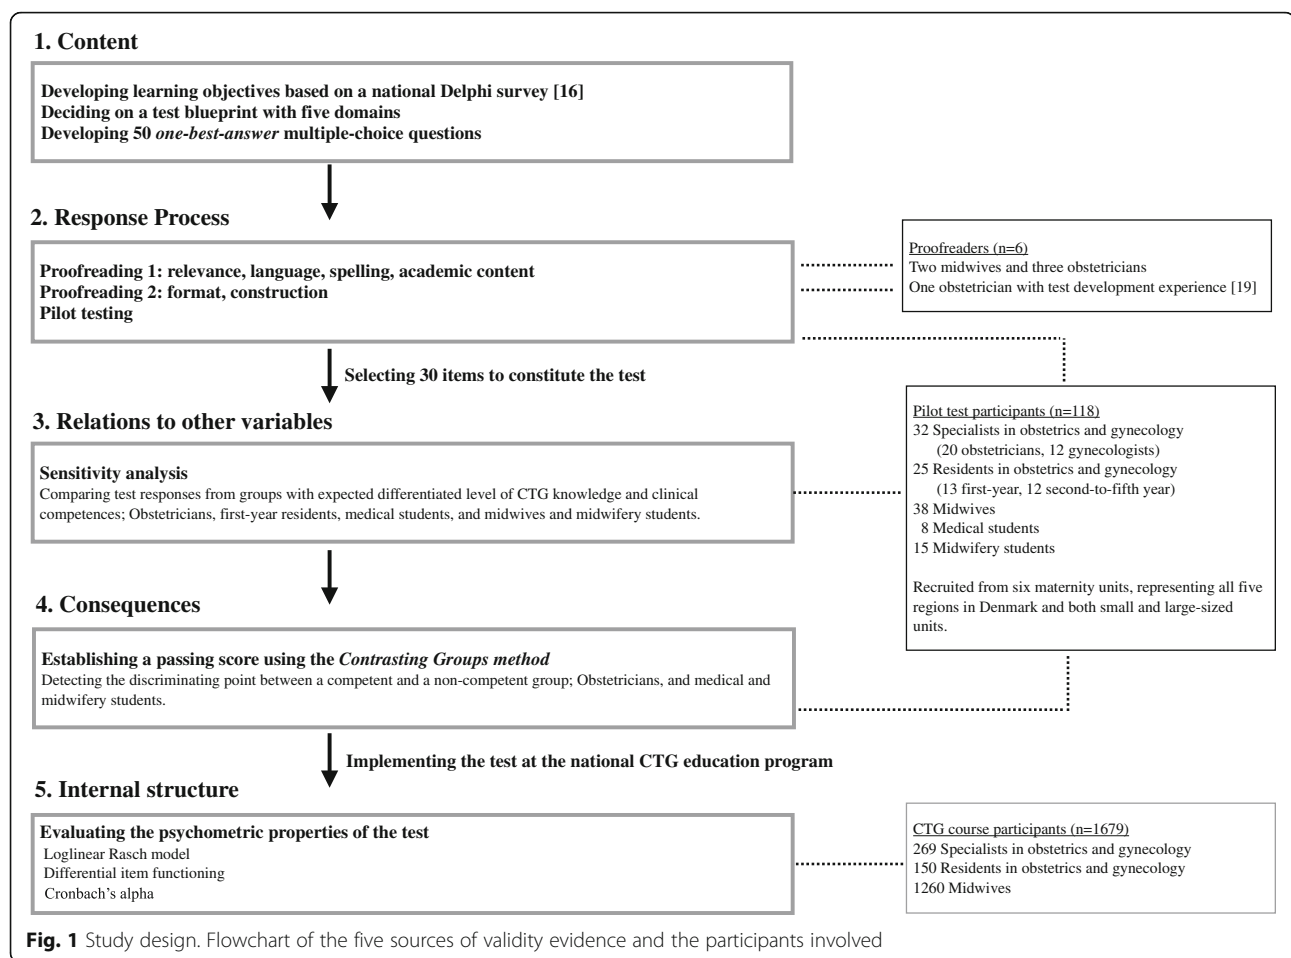 1. Content
Developing learning objectives based on a national Delphi survey [16]
Deciding on a test blueprint with five domains
Developing 50 one-best-answer multiple-choice questions
2. Response Process
Proofreading 1: relevance, language, spelling, academic content
Proofreading 2: format, construction
Pilot testing
Proofreaders (n=6)
Two midwives and three obstetricians
One obstetrician with test development experience [19]
Selecting 30 items to constitute the test
3. Relations to other variables
Sensitivity analysis
Comparing test responses from groups with expected differentiated level of CTG knowledge and clinical
competences; Obstetricians, first-year residents, medical students, and midwives and midwifery students.
Pilot test participants (n=118)
32 Specialists in obstetrics and gynecology
(20 obstetricians, 12 gynecologists)
25 Residents in obstetrics and gynecology
(13 first-year, 12 second-to-fifth year)
38 Midwives
8 Medical students
15 Midwifery students
Recruited from six maternity units, representing all five
regions in Denmark and both small and large-sized
units.
4. Consequences
Establishing a passing score using the Contrasting Groups method
Detecting the discriminating point between a competent and a non-competent group; Obstetricians, and medical and
midwifery students.
Implementing the test at the national CTG education program
5. Internal structure
Evaluating the psychometric properties of the test
Loglinear Rasch model
Differential item functioning
Cronbach's alpha
CTG course participants (n=1679)
269 Specialists in obstetrics and gynecology
150 Residents in obstetrics and gynecology
1260 Midwives
Fig. 1 Study design. Flowchart of the five sources of validity evidence and the participants involved